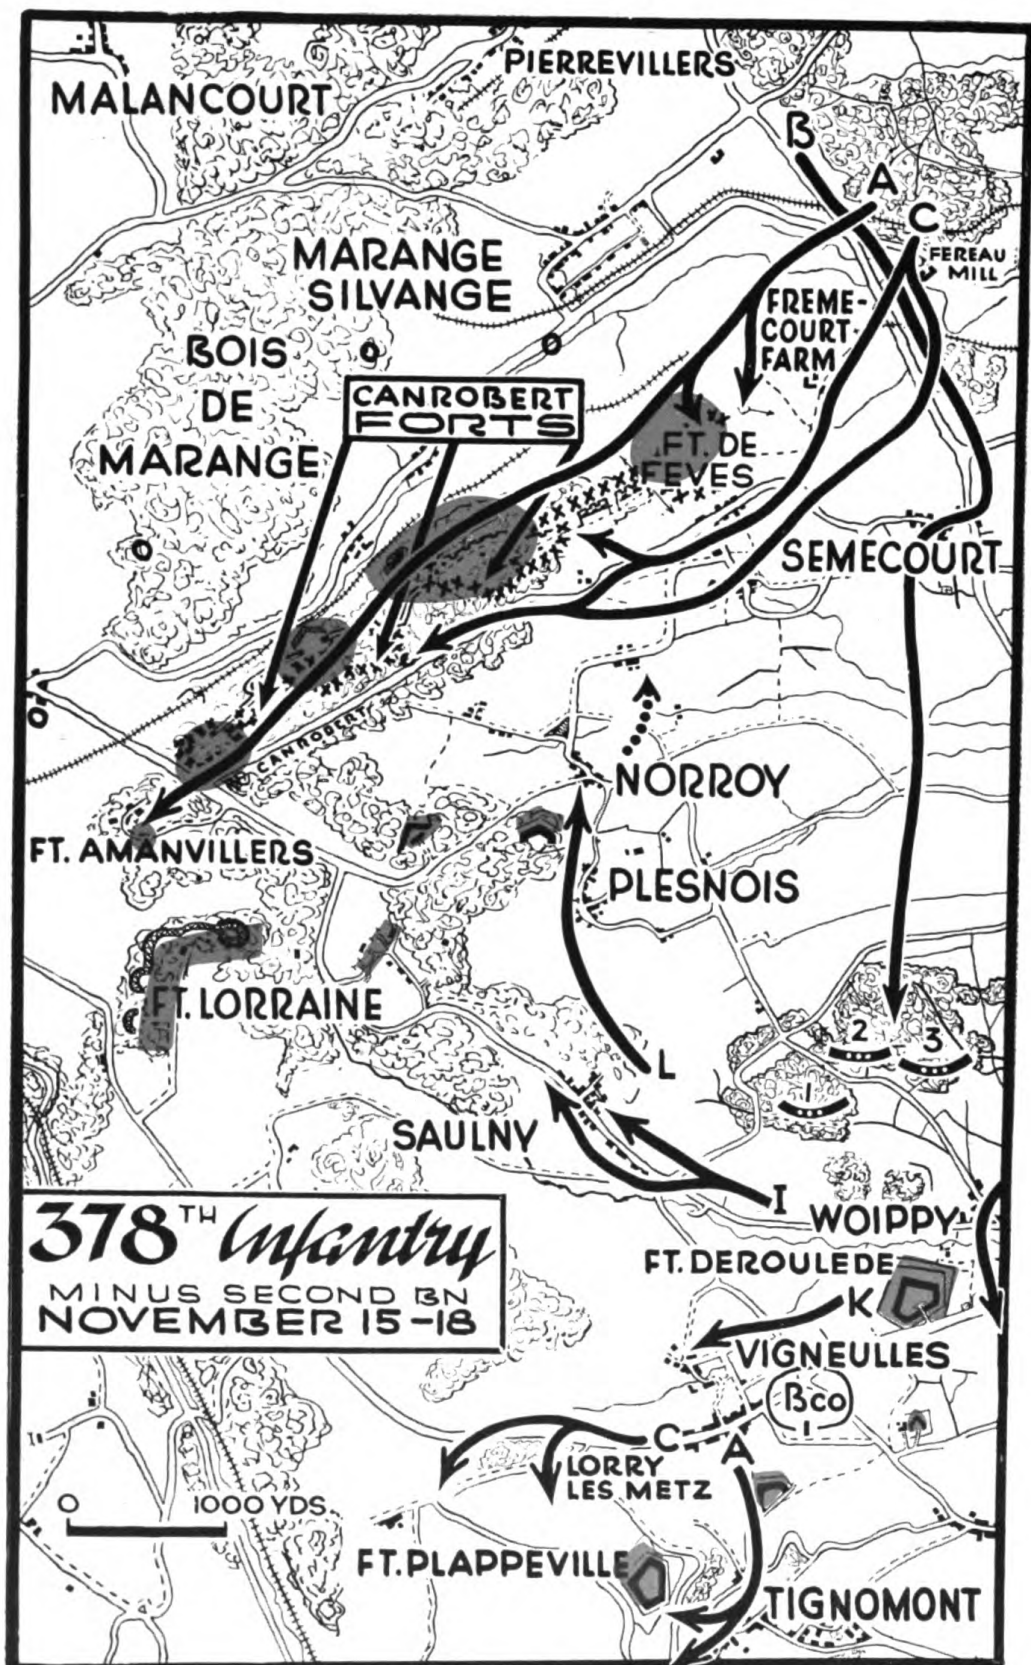 PIERREVILLERS
MALANCOURT
B
A
C
FEREAU
MILL
MARANGE
SILVANGE
FREME-
COURT
FARM
BOIS
DE
MARANGE
CANROBERT
FORTS
FT. DE
FEVES
SEMECOURT
CANROBERT
NORROY
FT. AMANVILLERS
PLESNOIS
FT. LORRAINE
2
3
1
L
SAULNY
I
WOIPPY
378TH Infantry
MINUS SECOND BN
NOVEMBER 15-18
FT. DEROULEDE
K
VIGNEULLES
B CO
C
A
LORRY
LES METZ
0 1000 YDS.
FT. PLAPPEVILLE
TIGNOMONT